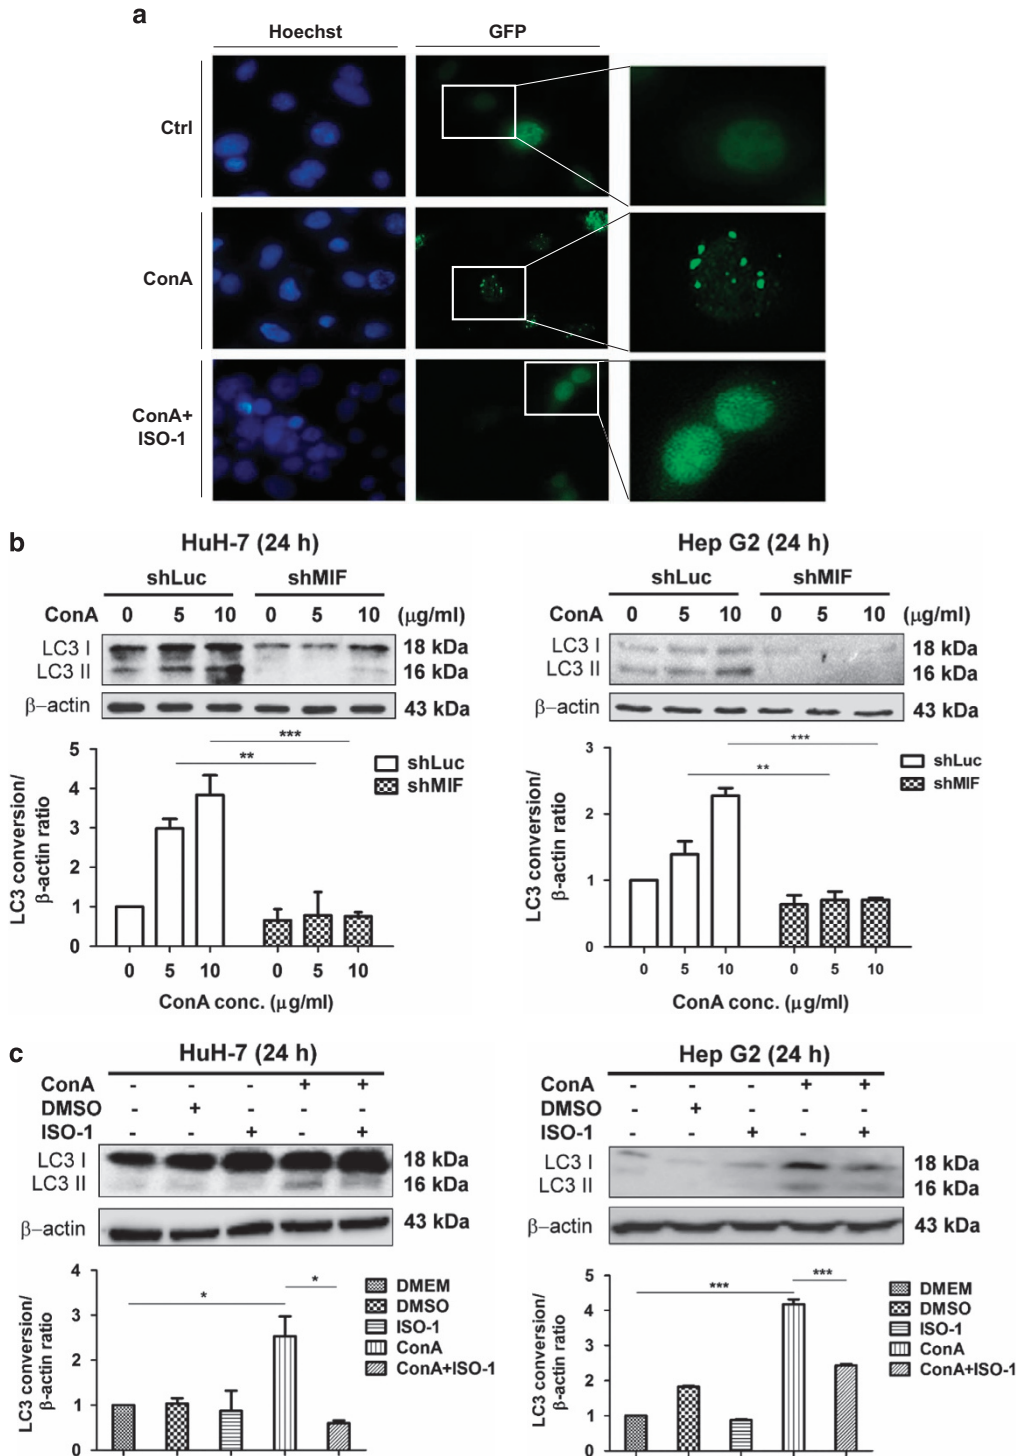 a
Hoechst GFP
Ctrl
ConA
ConA+
ISO-1
b
HuH-7 (24 h)
shLuc shMIF
ConA 0 5 10 0 5 10 (μg/ml)
LC3 I 18 kDa
LC3 II 16 kDa
β–actin 43 kDa
LC3 conversion/
β-actin ratio
5
4
3
2
1
0
** ***
shLuc
shMIF
0 5 10 0 5 10
ConA conc. (μg/ml)
Hep G2 (24 h)
shLuc shMIF
ConA 0 5 10 0 5 10 (μg/ml)
LC3 I 18 kDa
LC3 II 16 kDa
β–actin 43 kDa
LC3 conversion/
β-actin ratio
3
2
1
0
** ***
shLuc
shMIF
0 5 10 0 5 10
ConA conc. (μg/ml)
c
HuH-7 (24 h)
ConA - - - + +
DMSO - + - - -
ISO-1 - - + - +
LC3 I 18 kDa
LC3 II 16 kDa
β–actin 43 kDa
LC3 conversion/
β-actin ratio
4
3
2
1
0
* *
DMEM
DMSO
ISO-1
ConA
ConA+ISO-1
Hep G2 (24 h)
ConA - - - + +
DMSO - + - - -
ISO-1 - - + - +
LC3 I 18 kDa
LC3 II 16 kDa
β–actin 43 kDa
LC3 conversion/
β-actin ratio
5
4
3
2
1
0
*** ***
DMEM
DMSO
ISO-1
ConA
ConA+ISO-1